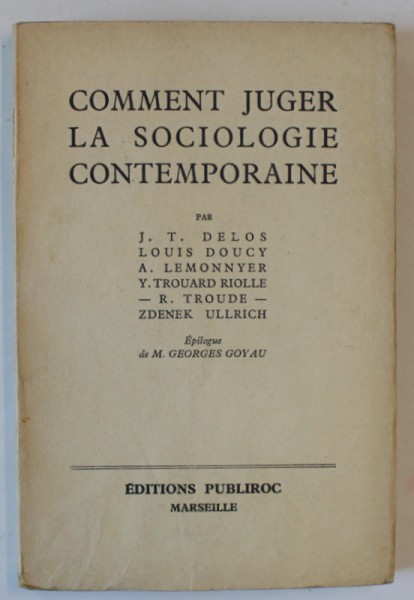 COMMENT JUGER
LA SOCIOLOGIE
CONTEMPORAINE
PAR
J. T. DELOS
LOUIS DOUCY
A. LEMONNYER
Y. TROUARD RIOLLE
— R. TROUDE —
ZDENEK ULLRICH
Épilogue
de M. GEORGES GOYAU
ÉDITIONS PUBLIROC
MARSEILLE